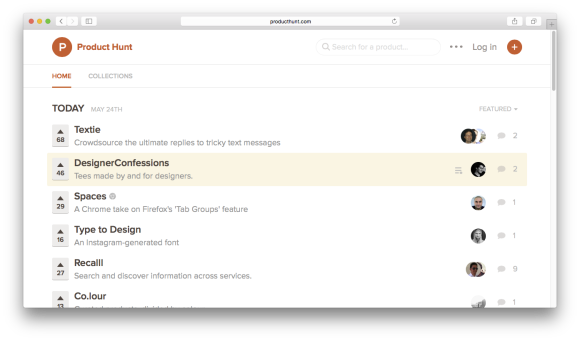 producthunt.com
P Product Hunt
Search for a product...
Log in
HOME COLLECTIONS
TODAY MAY 24TH
FEATURED
68
Textie
Crowdsource the ultimate replies to tricky text messages
2
46
DesignerConfessions
Tees made by and for designers.
2
29
Spaces
A Chrome take on Firefox's 'Tab Groups' feature
1
16
Type to Design
An Instagram-generated font
1
27
Recalll
Search and discover information across services.
9
13
Co.lour
1